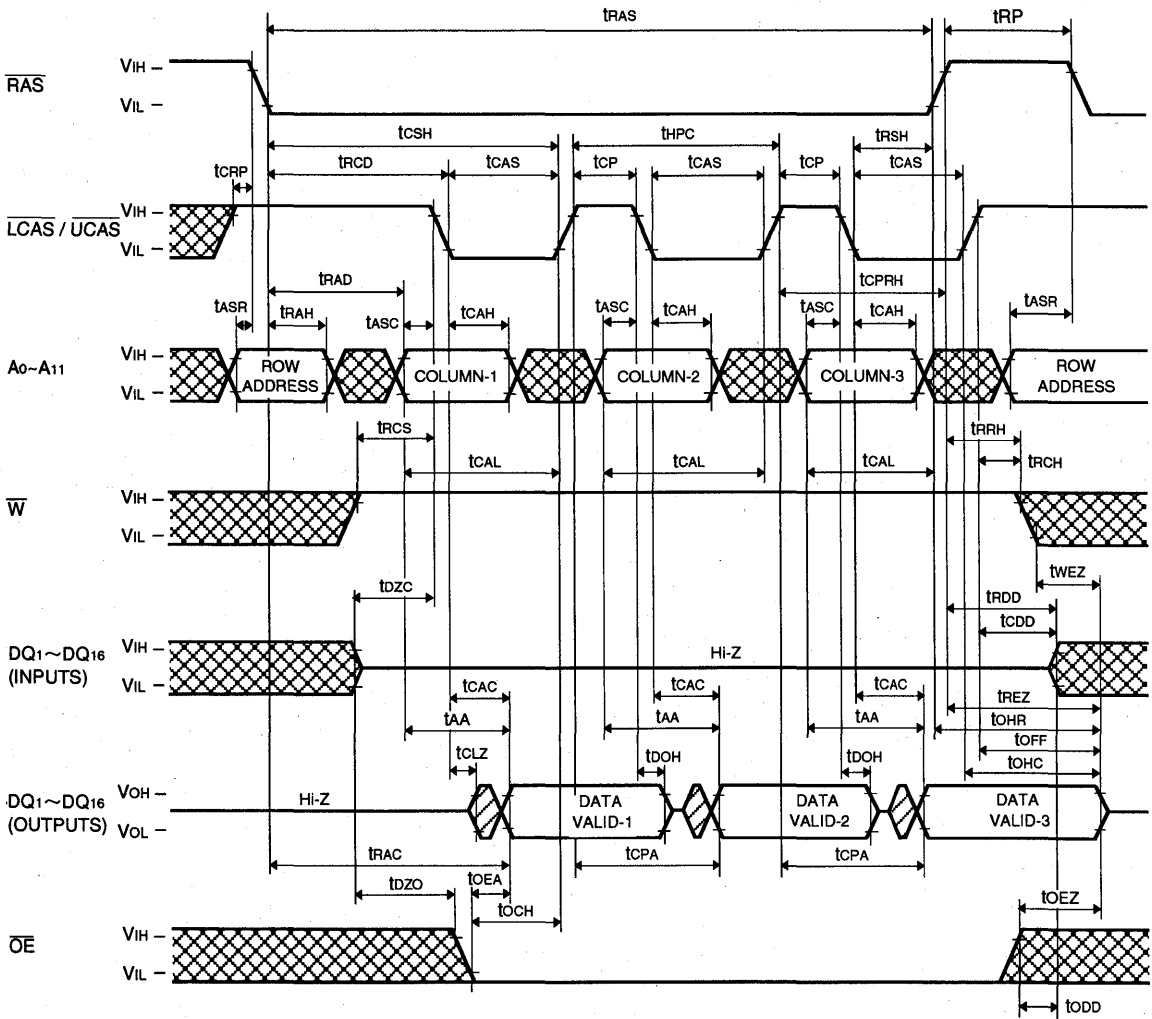 tRAS tRP
RAS VIH
VIL
tCSH tHPC tRSH
tRCD tCAS tCP tCAS tCP tCAS
tCRP
LCAS / UCAS VIH
VIL
tRAD tCPRH
tASR tRAH tASC tCAH tASC tCAH tASC tCAH tASR
A0~A11 VIH
VIL
ROW ADDRESS
COLUMN-1
COLUMN-2
COLUMN-3
ROW ADDRESS
tRCS tRRH
tCAL tCAL tCAL tRCH
W VIH
VIL
tWEZ
tDZC tRDD
tCDD
DQ1~DQ16 (INPUTS) VIH
VIL
Hi-Z
tCAC tCAC tCAC tREZ
tAA tAA tAA tOHR
tCLZ tDOH tDOH tOFF
tOHC
DQ1~DQ16 (OUTPUTS) VOH
VOL
Hi-Z
DATA VALID-1
DATA VALID-2
DATA VALID-3
tRAC tCPA tCPA
tDZO tOEA tOEZ
tOCH
OE VIH
VIL
tODD